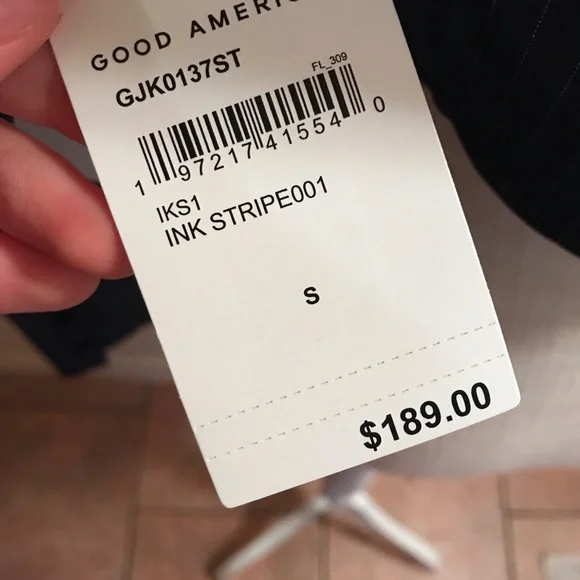 GOOD AMERI
GJK0137ST
FL_309
1 97217 41554 0
IKS1
INK STRIPE001
S
$189.00